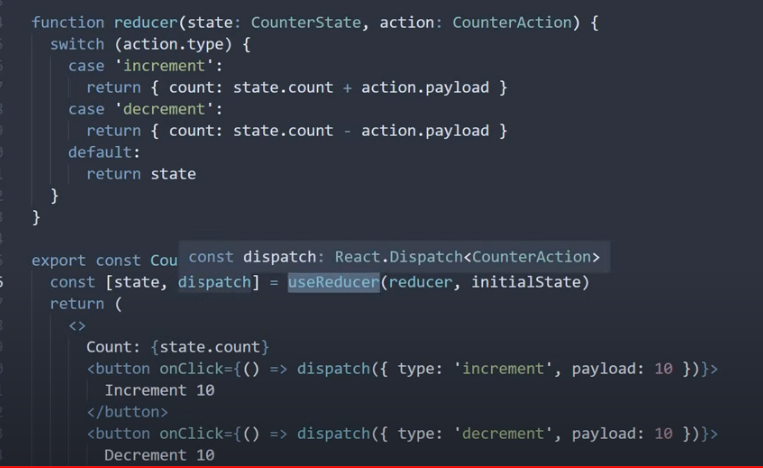 function reducer(state: CounterState, action: CounterAction) {
switch (action.type) {
case 'increment':
return { count: state.count + action.payload }
case 'decrement':
return { count: state.count - action.payload }
default:
return state
}
}
export const Cou
const dispatch: React.Dispatch<CounterAction>
const [state, dispatch] = useReducer(reducer, initialState)
return (
<>
Count: {state.count}
<button onClick={() => dispatch({ type: 'increment', payload: 10 })}>
Increment 10
</button>
<button onClick={() => dispatch({ type: 'decrement', payload: 10 })}>
Decrement 10